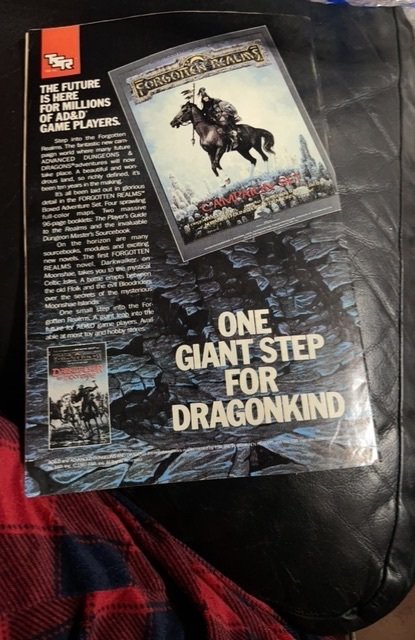 TSR
THE FUTURE
IS HERE
FOR MILLIONS
OF AD&D®
GAME PLAYERS.
Step into the Forgotten
Realms. The fantastic new cam-
paign world where many future
ADVANCED DUNGEONS &
DRAGONS® adventures will now
take place. A beautiful and won-
drous land, so richly defined, it's
been ten years in the making.
It's all been laid out in glorious
detail in the FORGOTTEN REALMS™
Boxed Adventure Set. Four sprawling
full-color maps. Two massive
96-page booklets: The Player's Guide
to the Realms and the invaluable
Dungeon Master's Sourcebook.
On the horizon are many
sourcebooks, modules and exciting
new novels. The first FORGOTTEN
REALMS novel, Darkwalker on
Moonshae, takes you to the mystical
Celtic Isles. A battle erupts between
the old Folk and the evil Bloodriders
over the secrets of the mysterious
Moonshae Islands.
One small step into the For-
gotten Realms. A giant leap into the
future for AD&D game players. Avail-
able at most toy and hobby stores.
FORGOTTEN REALMS
CAMPAIGN SET
ONE
GIANT STEP
FOR
DRAGONKIND